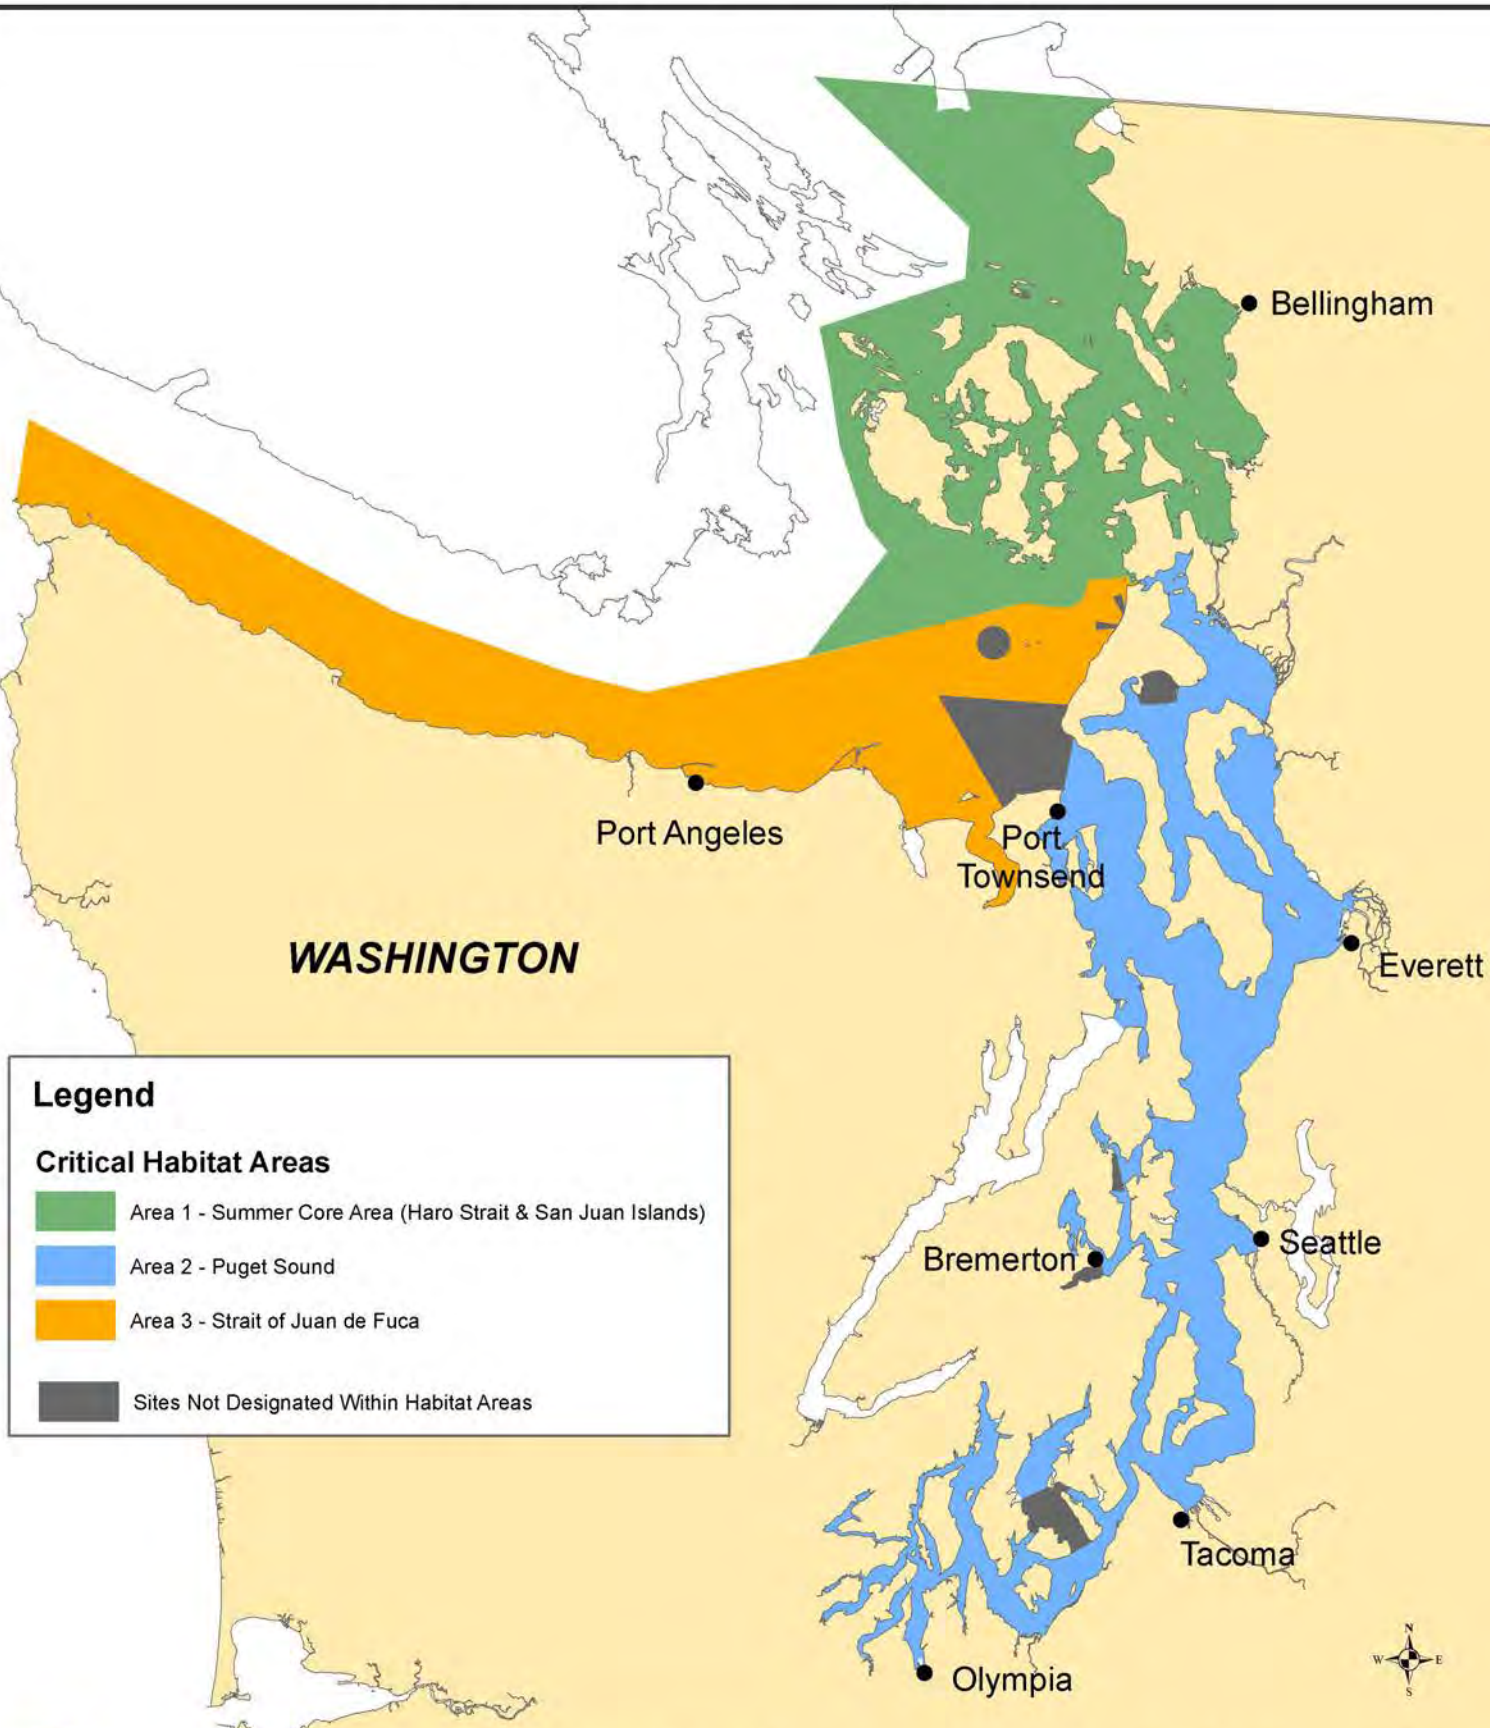 Bellingham
Port Angeles
Port
Townsend
WASHINGTON
Everett
Legend
Critical Habitat Areas
Area 1 - Summer Core Area (Haro Strait & San Juan Islands)
Area 2 - Puget Sound
Area 3 - Strait of Juan de Fuca
Sites Not Designated Within Habitat Areas
Bremerton
Seattle
Tacoma
Olympia
N
W E
S